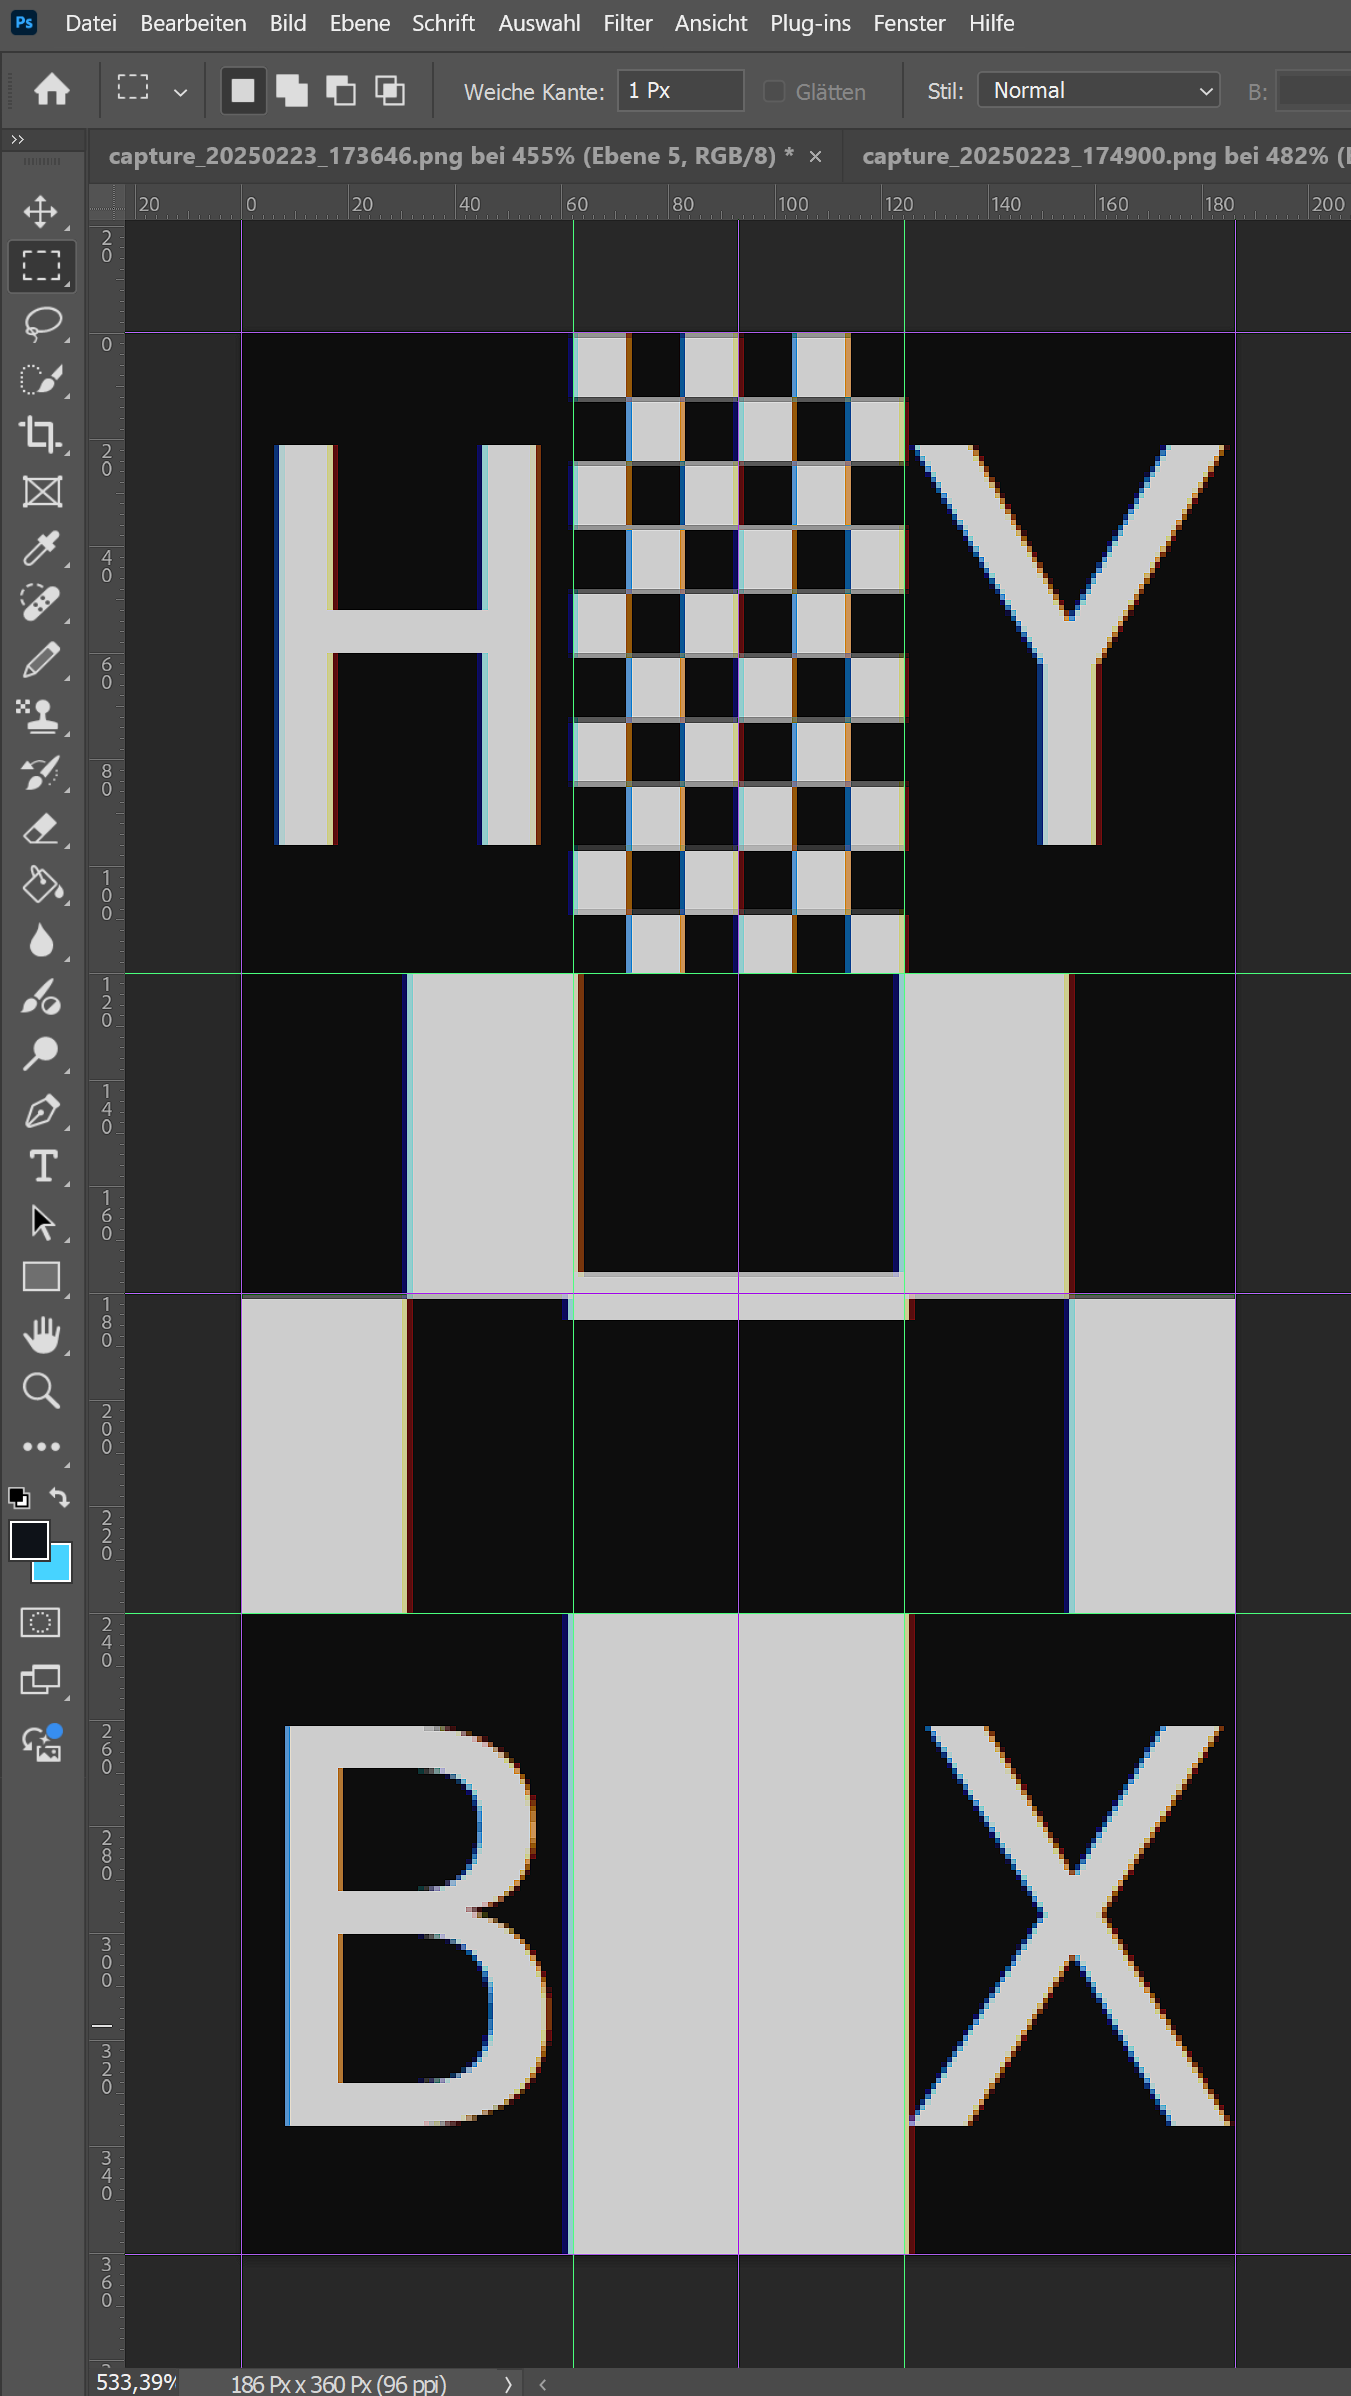 Ps Datei Bearbeiten Bild Ebene Schrift Auswahl Filter Ansicht Plug-ins Fenster Hilfe
Weiche Kante: 1 Px Glätten Stil: Normal B:
capture_20250223_173646.png bei 455% (Ebene 5, RGB/8) * × capture_20250223_174900.png bei 482% (
20 0 20 40 60 80 100 120 140 160 180 200
20
0
20
40
60
80
100
120
140
160
180
200
220
240
260
280
300
320
340
360
H Y
B X
533,39% 186 Px x 360 Px (96 ppi)